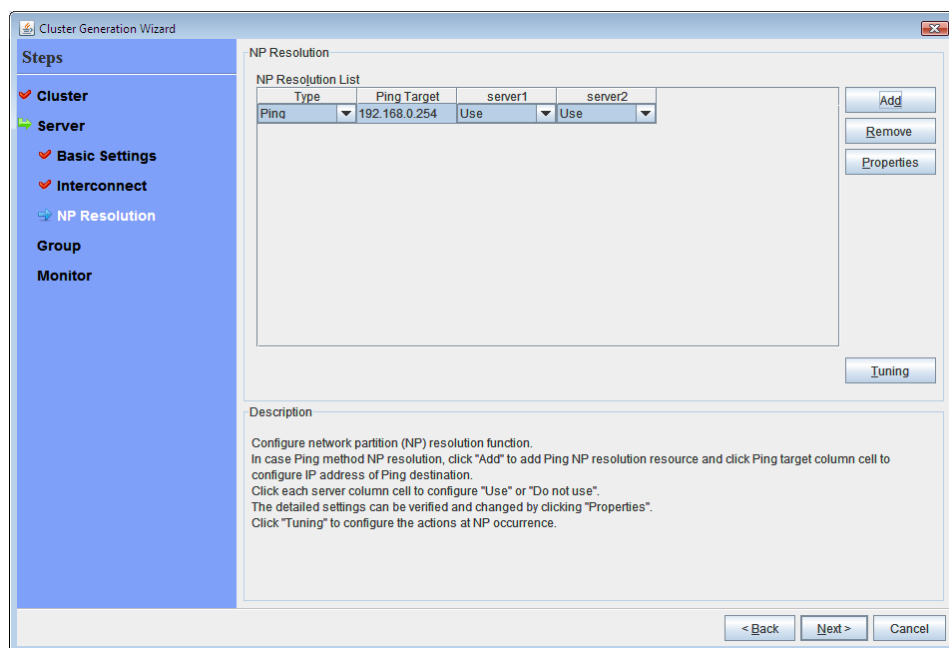 Cluster Generation Wizard
Steps
Cluster
Server
Basic Settings
Interconnect
NP Resolution
Group
Monitor
NP Resolution
NP Resolution List
Type Ping Target server1 server2
Ping 192.168.0.254 Use Use
Add
Remove
Properties
Tuning
Description
Configure network partition (NP) resolution function.
In case Ping method NP resolution, click "Add" to add Ping NP resolution resource and click Ping target column cell to
configure IP address of Ping destination.
Click each server column cell to configure "Use" or "Do not use".
The detailed settings can be verified and changed by clicking "Properties".
Click "Tuning" to configure the actions at NP occurrence.
< Back Next > Cancel